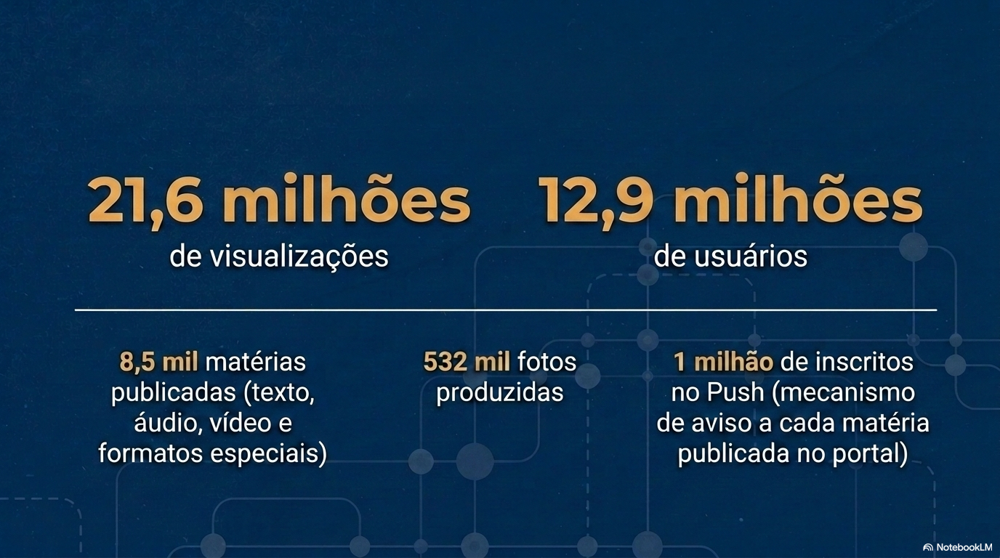 21,6 milhões
de visualizações
12,9 milhões
de usuários
8,5 mil matérias
publicadas (texto,
áudio, vídeo e
formatos especiais)
532 mil fotos
produzidas
1 milhão de inscritos
no Push (mecanismo
de aviso a cada matéria
publicada no portal)
NotebookLM